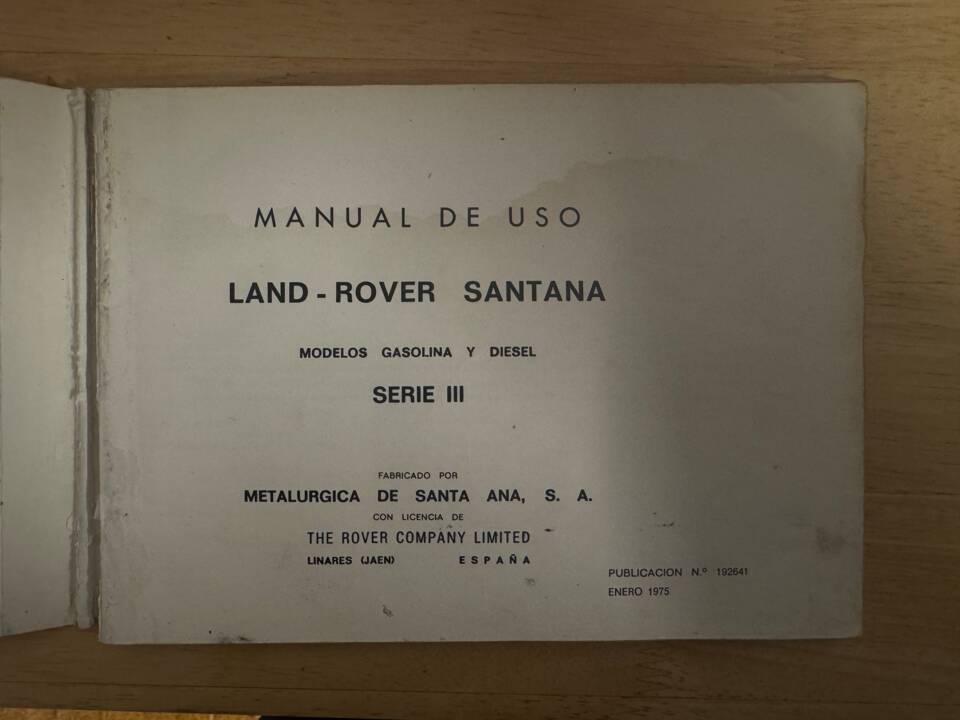 MANUAL DE USO
LAND - ROVER SANTANA
MODELOS GASOLINA Y DIESEL
SERIE III
FABRICADO POR
METALURGICA DE SANTA ANA, S. A.
CON LICENCIA DE
THE ROVER COMPANY LIMITED
LINARES (JAEN) ESPAÑA
PUBLICACION N.º 192641
ENERO 1975